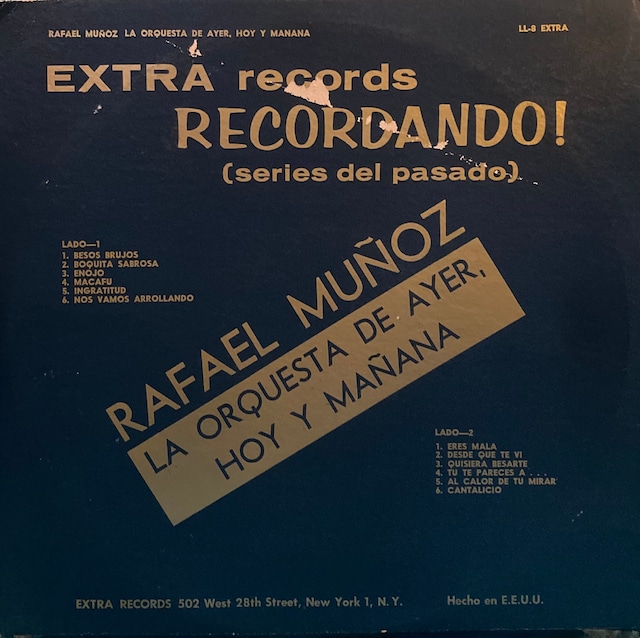 RAFAEL MUÑOZ LA ORQUESTA DE AYER, HOY Y MANANA
LL-8 EXTRA
EXTRA records
RECORDANDO!
(series del pasado)
LADO—1
1. BESOS BRUJOS
2. BOQUITA SABROSA
3. ENOJO
4. MACAFU
5. INGRATITUD
6. NOS VAMOS ARROLLANDO
RAFAEL MUÑOZ
LA ORQUESTA DE AYER,
HOY Y MAÑANA
LADO—2
1. ERES MALA
2. DESDE QUE TE VI
3. QUISIERA BESARTE
4. TU TE PARECES A . . .
5. AL CALOR DE TU MIRAR
6. CANTALICIO
EXTRA RECORDS 502 West 28th Street, New York 1, N.Y.
Hecho en E.E.U.U.